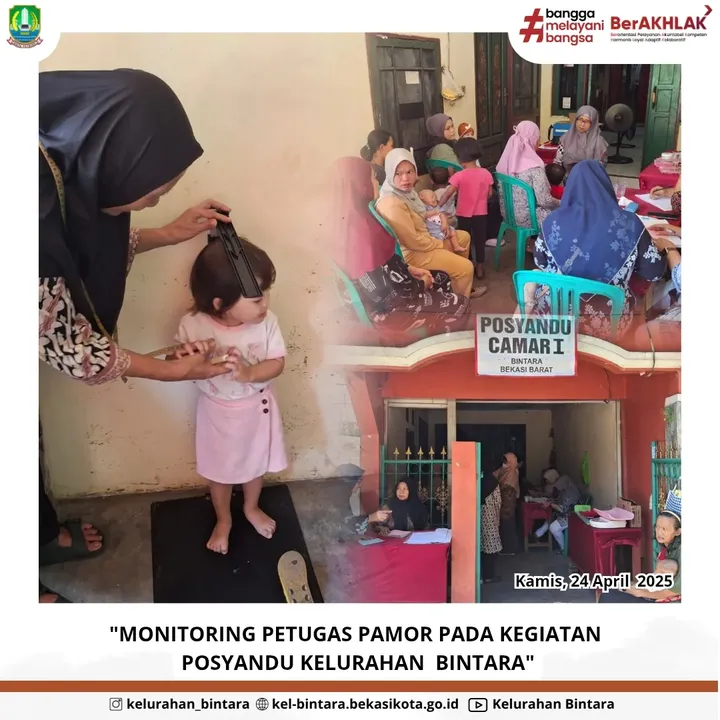 #bangga
melayani
bangsa
BerAKHLAK
POSYANDU
CAMAR I
BINTARA
BEKASI BARAT
Kamis, 24 April 2025
"MONITORING PETUGAS PAMOR PADA KEGIATAN
POSYANDU KELURAHAN BINTARA"
kelurahan_bintara kel-bintara.bekasikota.go.id Kelurahan Bintara